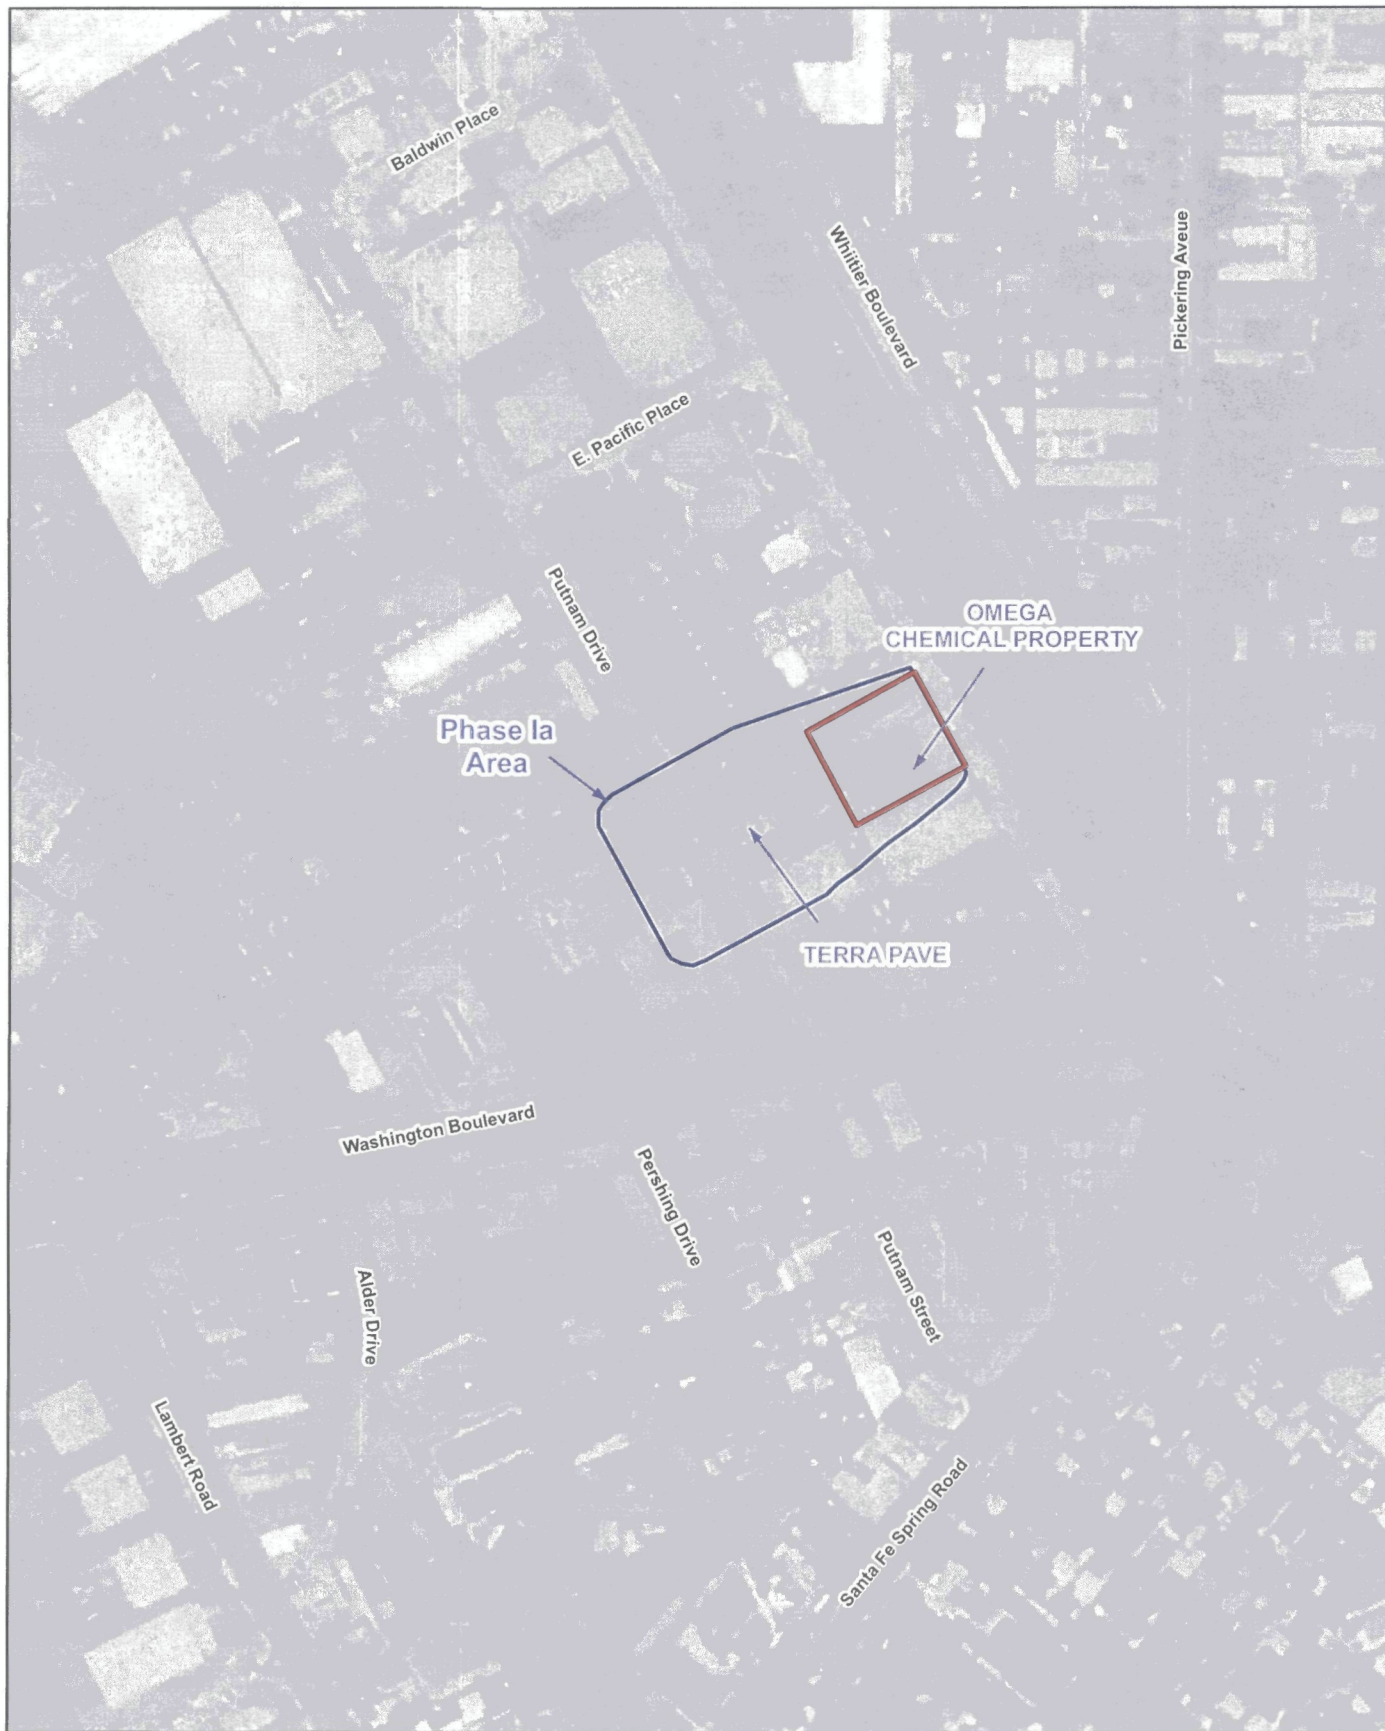 Baldwin Place
Whiitier Boulevard
Pickering Aveue
E. Pacific Place
Putnam Drive
OMEGA
CHEMICAL PROPERTY
Phase Ia
Area
TERRA PAVE
Washington Boulevard
Pershing Drive
Putnam Street
Alder Drive
Lambert Road
Santa Fe Spring Road